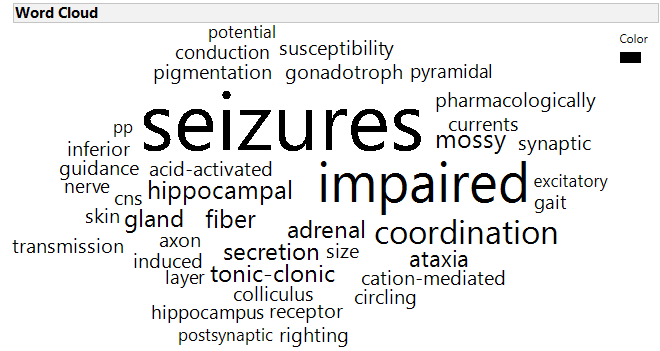 Word Cloud
Color
potential
conduction susceptibility
pigmentation gonadotroph pyramidal
seizures pharmacologically
pp currents
inferior mossy synaptic
guidance acid-activated impaired
nerve hippocampal excitatory
cns gait
skin gland fiber
adrenal coordination
transmission axon
induced secretion size ataxia
layer tonic-clonic cation-mediated
colliculus circling
hippocampus receptor
postsynaptic righting